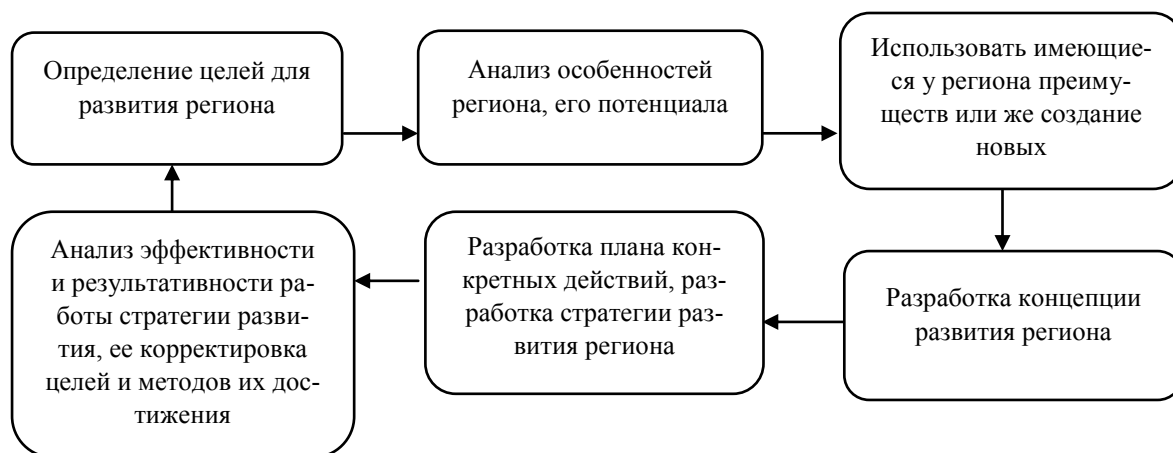 Определение целей для
развития региона
Анализ особенностей
региона, его потенциала
Использовать имеющие-
ся у региона преиму-
ществ или же создание
новых
Разработка концепции
развития региона
Разработка плана кон-
кретных действий, раз-
работка стратегии раз-
вития региона
Анализ эффективности
и результативности ра-
боты стратегии разви-
тия, ее корректировка
целей и методов их дос-
тижения